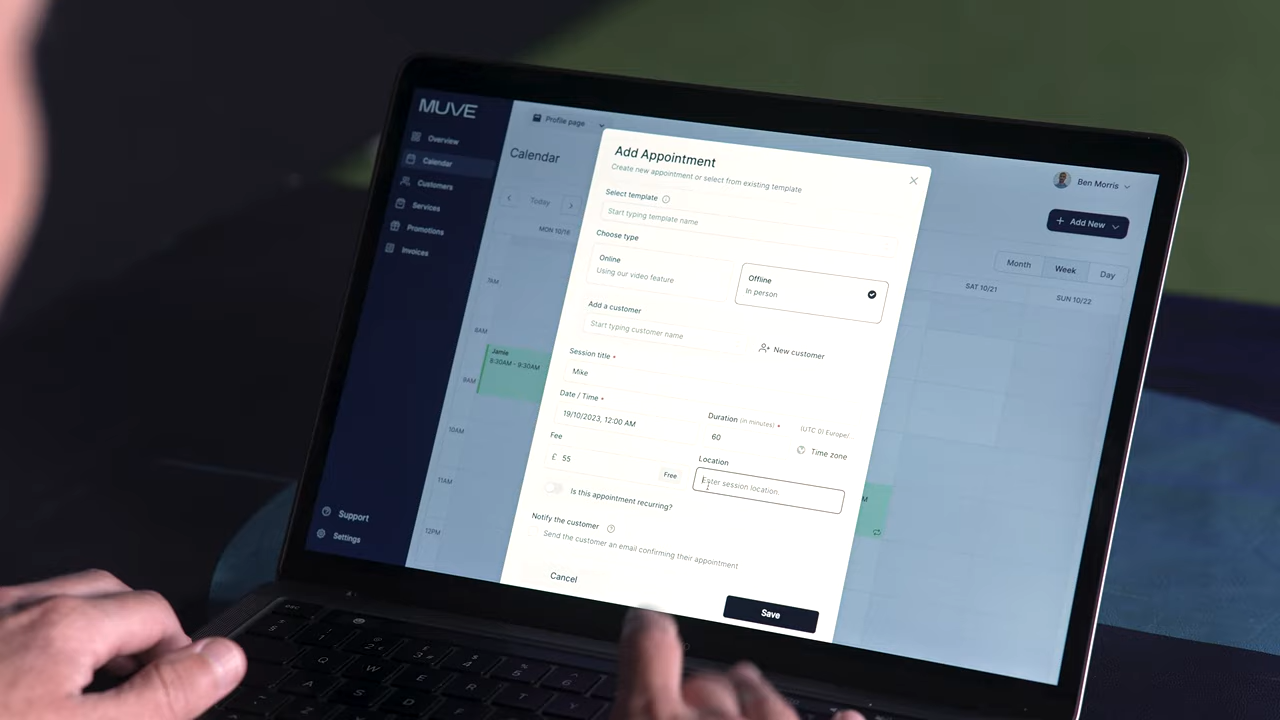 MUVE
Overview
Calendar
Customers
Services
Promotions
Invoices
Support
Settings
Profile page
Calendar
Today
MON 10/16
7AM
8AM
9AM
10AM
11AM
12PM
Jamie
8:30AM - 9:30AM
Add Appointment
Create new appointment or select from existing template
Select template
Start typing template name
Choose type
Online
Using our video feature
Offline
In person
Add a customer
Start typing customer name
New customer
Session title *
Mike
Date / Time *
19/10/2023, 12:00 AM
Duration (in minutes) *
60
(UTC 0) Europe/
Time zone
Fee
£ 55
Free
Location
Enter session location.
Is this appointment recurring?
Notify the customer
Send the customer an email confirming their appointment
Cancel
Save
Ben Morris
+ Add New
Month
Week
Day
SAT 10/21
SUN 10/22
M
esc
Q
W
E
R
T
A
S
D